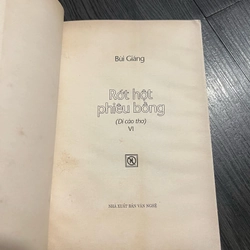 Bùi Giáng
Rớt hột
phiêu bồng
(Di cảo thơ)
VI
NHÀ XUẤT BẢN VĂN NGHỆ